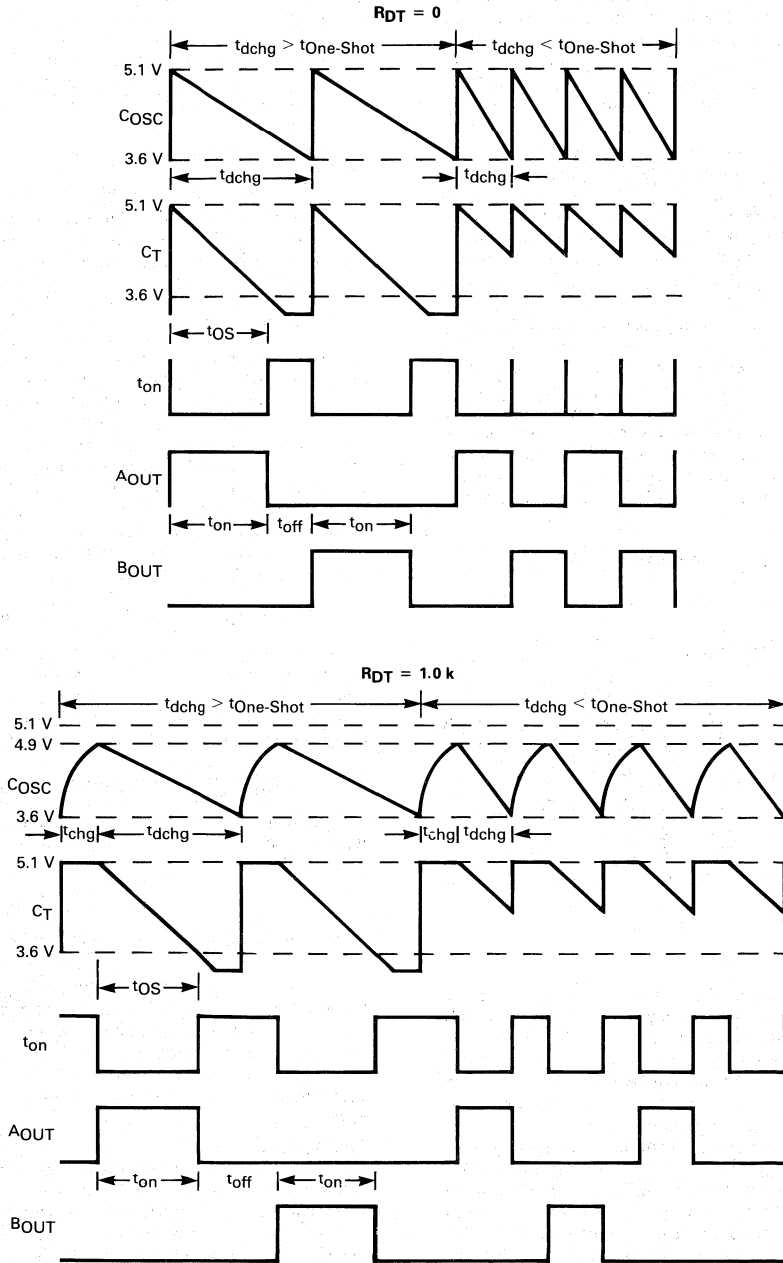 RDT = 0
tdchg > tOne-Shot
tdchg < tOne-Shot
5.1 V
COSC
3.6 V
tdchg
tdchg
5.1 V
CT
3.6 V
tOS
ton
AOUT
ton
toff
ton
BOUT
RDT = 1.0 k
tdchg > tOne-Shot
tdchg < tOne-Shot
5.1 V
4.9 V
COSC
3.6 V
tchg
tdchg
tchg
tdchg
5.1 V
CT
3.6 V
tOS
ton
AOUT
ton
toff
ton
BOUT